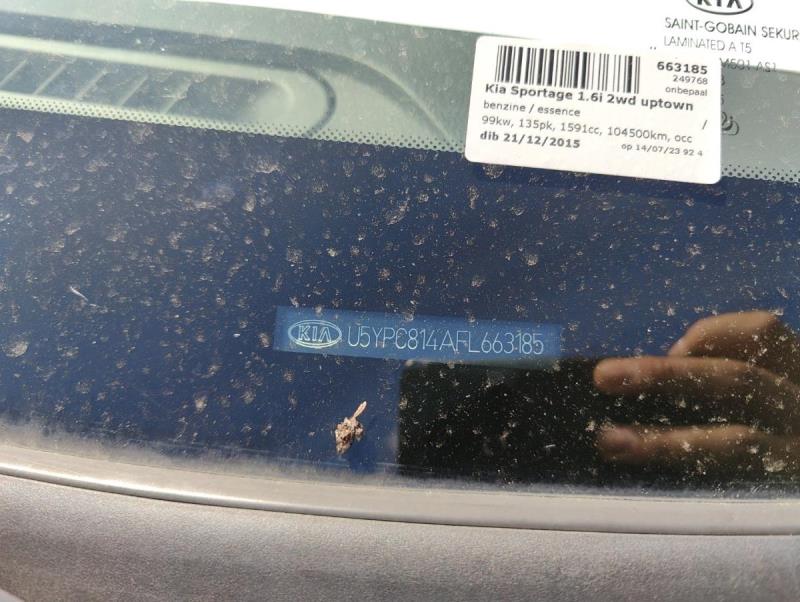 KIA
SAINT-GOBAIN SEKUR
LAMINATED A T5
663185
249768
onbepaal
Kia Sportage 1.6i 2wd uptown
benzine / essence /
99kw, 135pk, 1591cc, 104500km, occ
dib 21/12/2015 op 14/07/23 92 4
KIA U5YPC814AFL663185